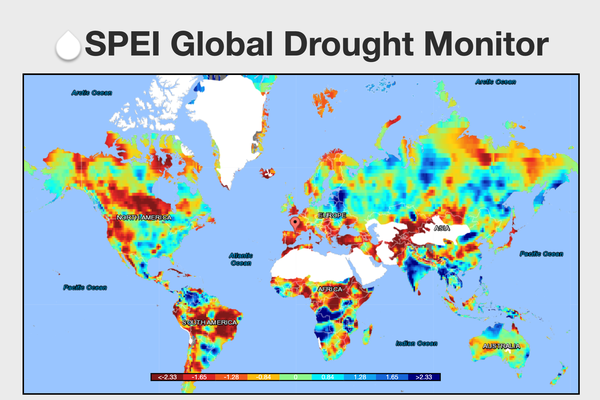 SPEI Global Drought Monitor
Arctic Ocean
Arctic Ocean
NORTH AMERICA
EUROPE
ASIA
Atlantic
Ocean
Pacific Ocean
Pacific Ocean
AFRICA
SOUTH AMERICA
Indian Ocean
AUSTRALIA
<-2.33 -1.65 -1.28 -0.84 0 0.84 1.28 1.65 >2.33